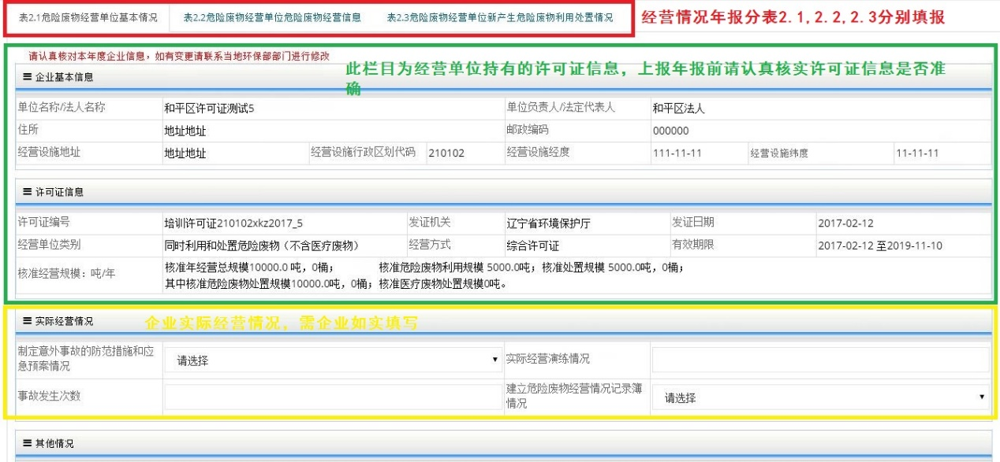 表2.1危险废物经营单位基本情况 表2.2危险废物经营单位危险废物经营信息 表2.3危险废物经营单位新产生危险废物利用处置情况 经营情况年报分表2.1,2.2,2.3分别填报
请认真核对本年度企业信息，如有变更请联系当地环保部部门进行修改
此栏目为经营单位持有的许可证信息，上报年报前请认真核实许可证信息是否准
确
☰ 企业基本信息
单位名称/法人名称 和平区许可证测试5 单位负责人/法定代表人 和平区法人
住所 地址地址 邮政编码 000000
经营设施地址 地址地址 经营设施行政区划代码 210102 经营设施经度 111-11-11 经营设施纬度 11-11-11
☰ 许可证信息
许可证编号 培训许可证210102xkz2017_5 发证机关 辽宁省环境保护厅 发证日期 2017-02-12
经营单位类别 同时利用和处置危险废物（不含医疗废物） 经营方式 综合许可证 有效期限 2017-02-12 至2019-11-10
核准经营规模：吨/年 核准年经营总规模10000.0 吨，0桶； 核准危险废物利用规模 5000.0吨；核准处置规模 5000.0吨，0桶；
其中核准危险废物处置规模10000.0吨，0桶；核准医疗废物处置规模0吨。
☰ 实际经营情况 企业实际经营情况，需企业如实填写
制定意外事故的防范措施和应
急预案情况 请选择 实际经营演练情况
事故发生次数 建立危险废物经营情况记录簿
情况 请选择
☰ 其他情况